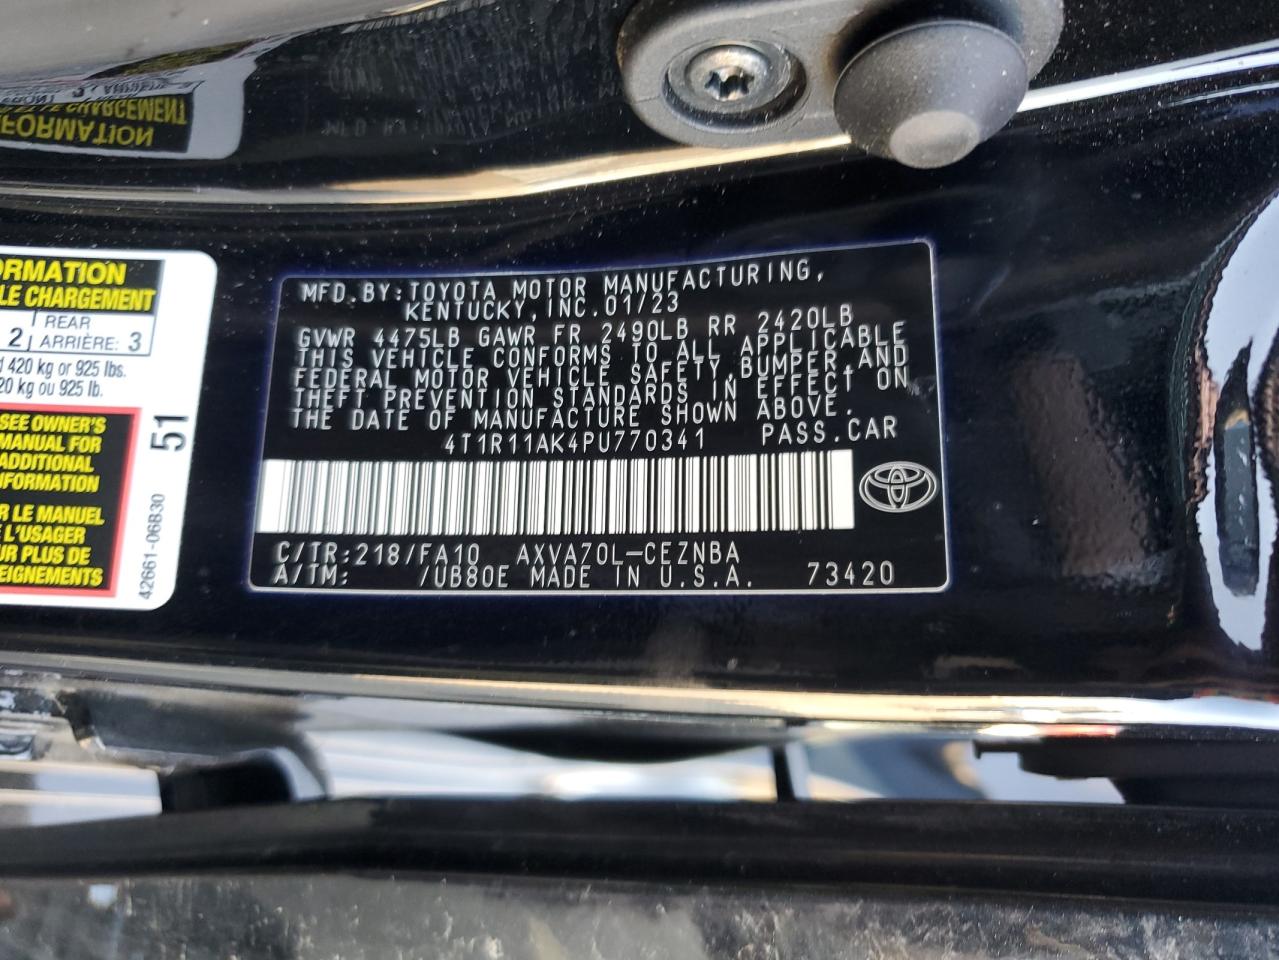 ORMATION
LE CHARGEMENT
2 REAR
ARRIÈRE: 3
420 kg or 925 lbs.
20 kg ou 925 lb.
SEE OWNER'S
MANUAL FOR
ADDITIONAL
INFORMATION
R LE MANUEL
L'USAGER
UR PLUS DE
SEIGNEMENTS
51
42661-06B30
MFD.BY:TOYOTA MOTOR MANUFACTURING,
KENTUCKY, INC.01/23
GVWR 4475LB GAWR FR 2490LB RR 2420LB
THIS VEHICLE CONFORMS TO ALL APPLICABLE
FEDERAL MOTOR VEHICLE SAFETY,BUMPER,AND
THEFT PREVENTION STANDARDS IN EFFECT ON
THE DATE OF MANUFACTURE SHOWN ABOVE.
4T1R11AK4PU770341 PASS.CAR
C/TR:218/FA10 AXVA70L-CEZNBA
A/TM: /UB80E MADE IN U.S.A. 73420